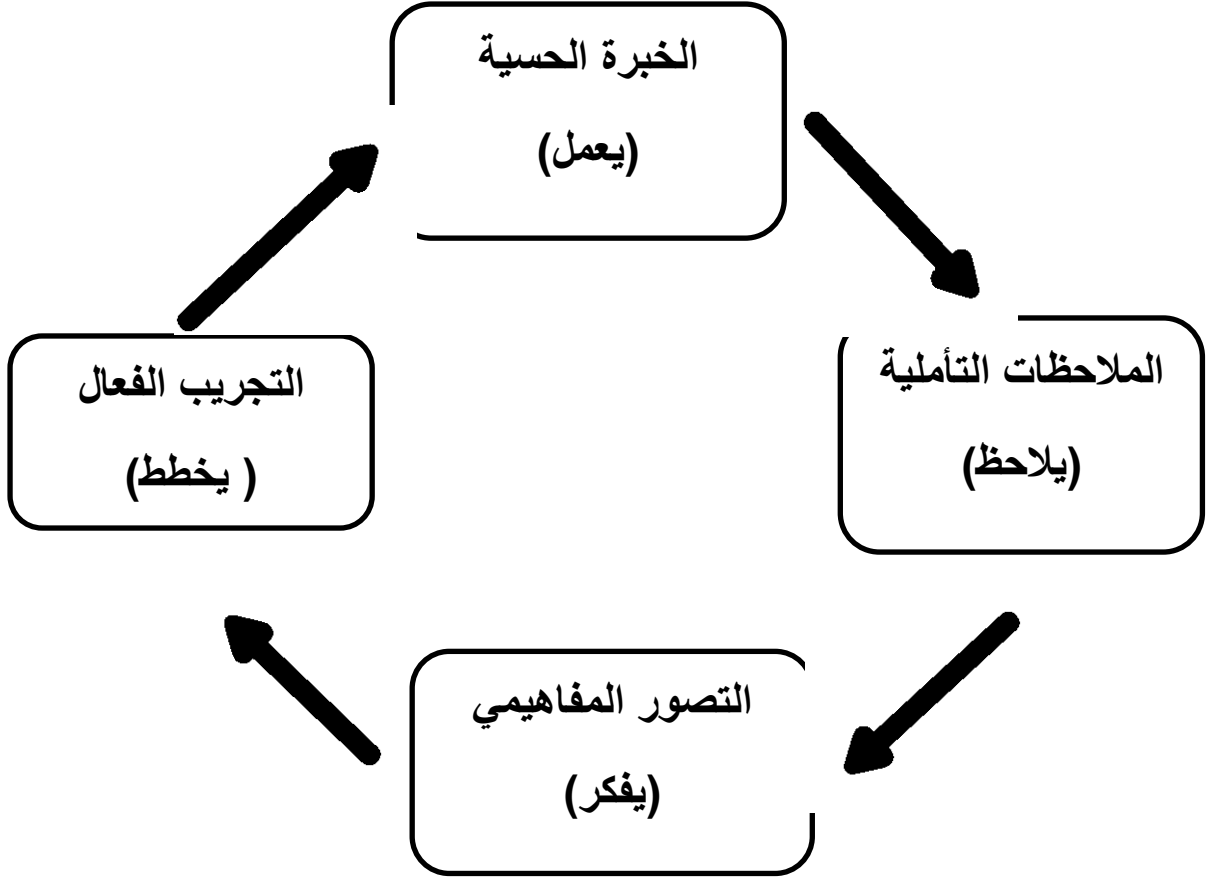 الخبرة الحسية
(يعمل)
الملاحظات التأملية
(يلاحظ)
التصور المفاهيمي
(يفكر)
التجريب الفعال
( يخطط)